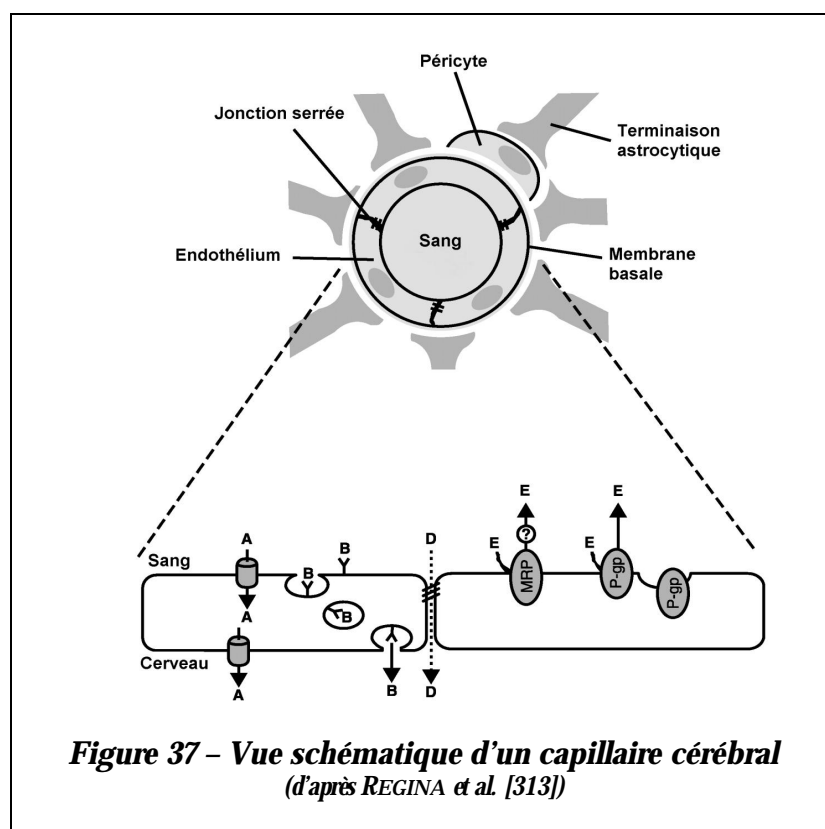 Péricyte
Jonction serrée
Terminaison
astrocytique
Sang
Endothélium
Membrane
basale
E
E
A
B
D
E
E
Sang
B
?
MRP
P-gp
P-gp
A
A
B
Cerveau
A
B
D
Figure 37 – Vue schématique d'un capillaire cérébral
(d'après REGINA et al. [313])